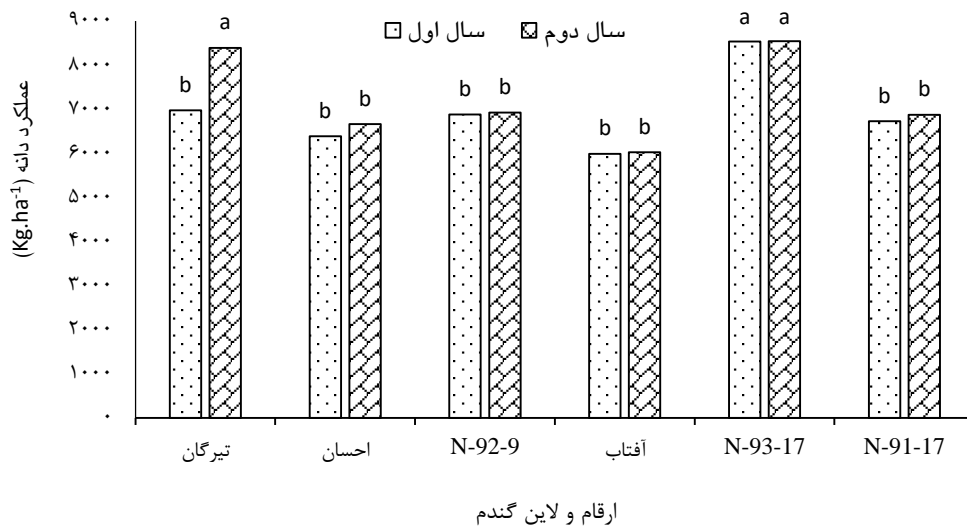 عملکرد دانه (Kg.ha-1)
۹۰۰۰
۸۰۰۰
۷۰۰۰
۶۰۰۰
۵۰۰۰
۴۰۰۰
۳۰۰۰
۲۰۰۰
۱۰۰۰
۰
سال اول سال دوم
b a b b b b b b a a b b
تیرگان احسان N-92-9 آفتاب N-93-17 N-91-17
ارقام و لاین گندم